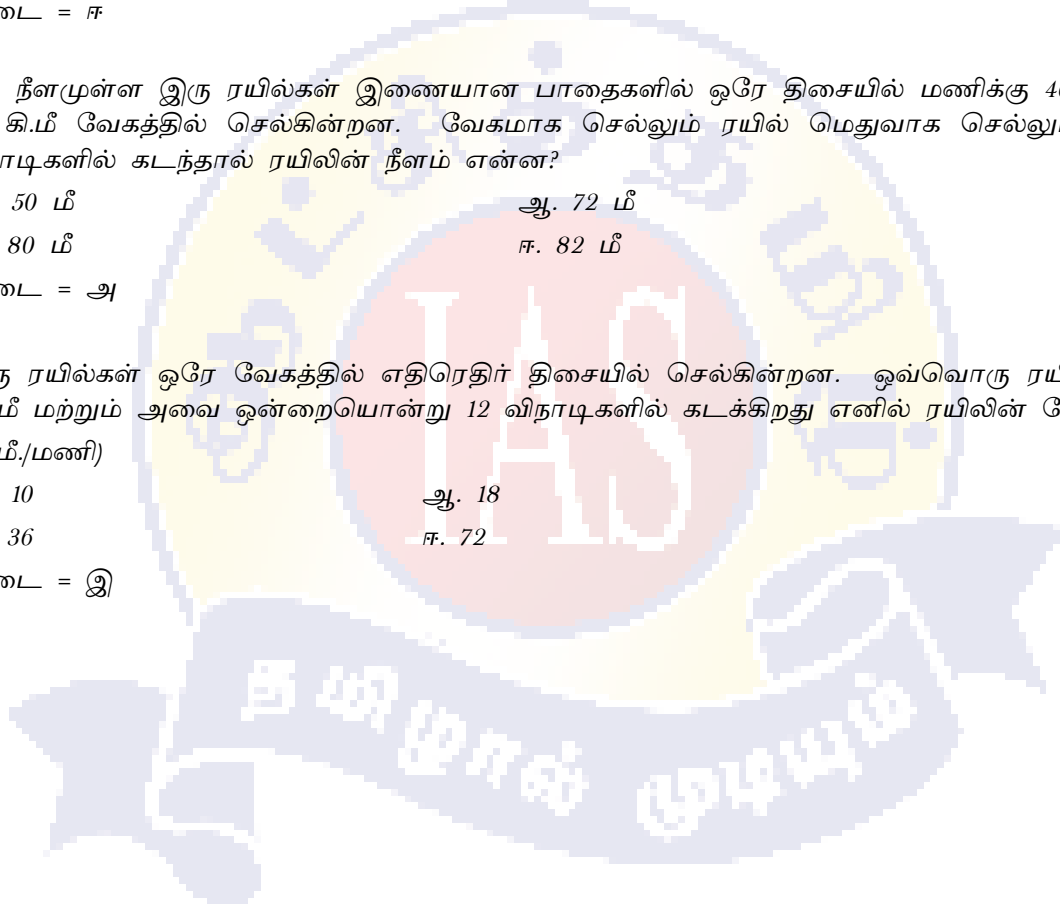 டை = ஈ
நீளமுள்ள இரு ரயில்கள் இணையான பாதைகளில் ஒரே திசையில் மணிக்கு
கி.மீ வேகத்தில் செல்கின்றன. வேகமாக செல்லும் ரயில் மெதுவாக
கடந்தால் ரயிலின் நீளம் என்ன?
50 மீ ஆ. 72 மீ
80 மீ ஈ. 82 மீ
டை = அ
ரயில்கள் ஒரே வேகத்தில் எதிரெதிர் திசையில் செல்கின்றன. ஒவ்வொரு
மீ மற்றும் அவை ஒன்றையொன்று 12 விநாடிகளில் கடக்கிறது எனில் ரயிலின்
மீ./மணி)
10 ஆ. 18
36 ஈ. 72
டை = இ
IAS
முடியும்